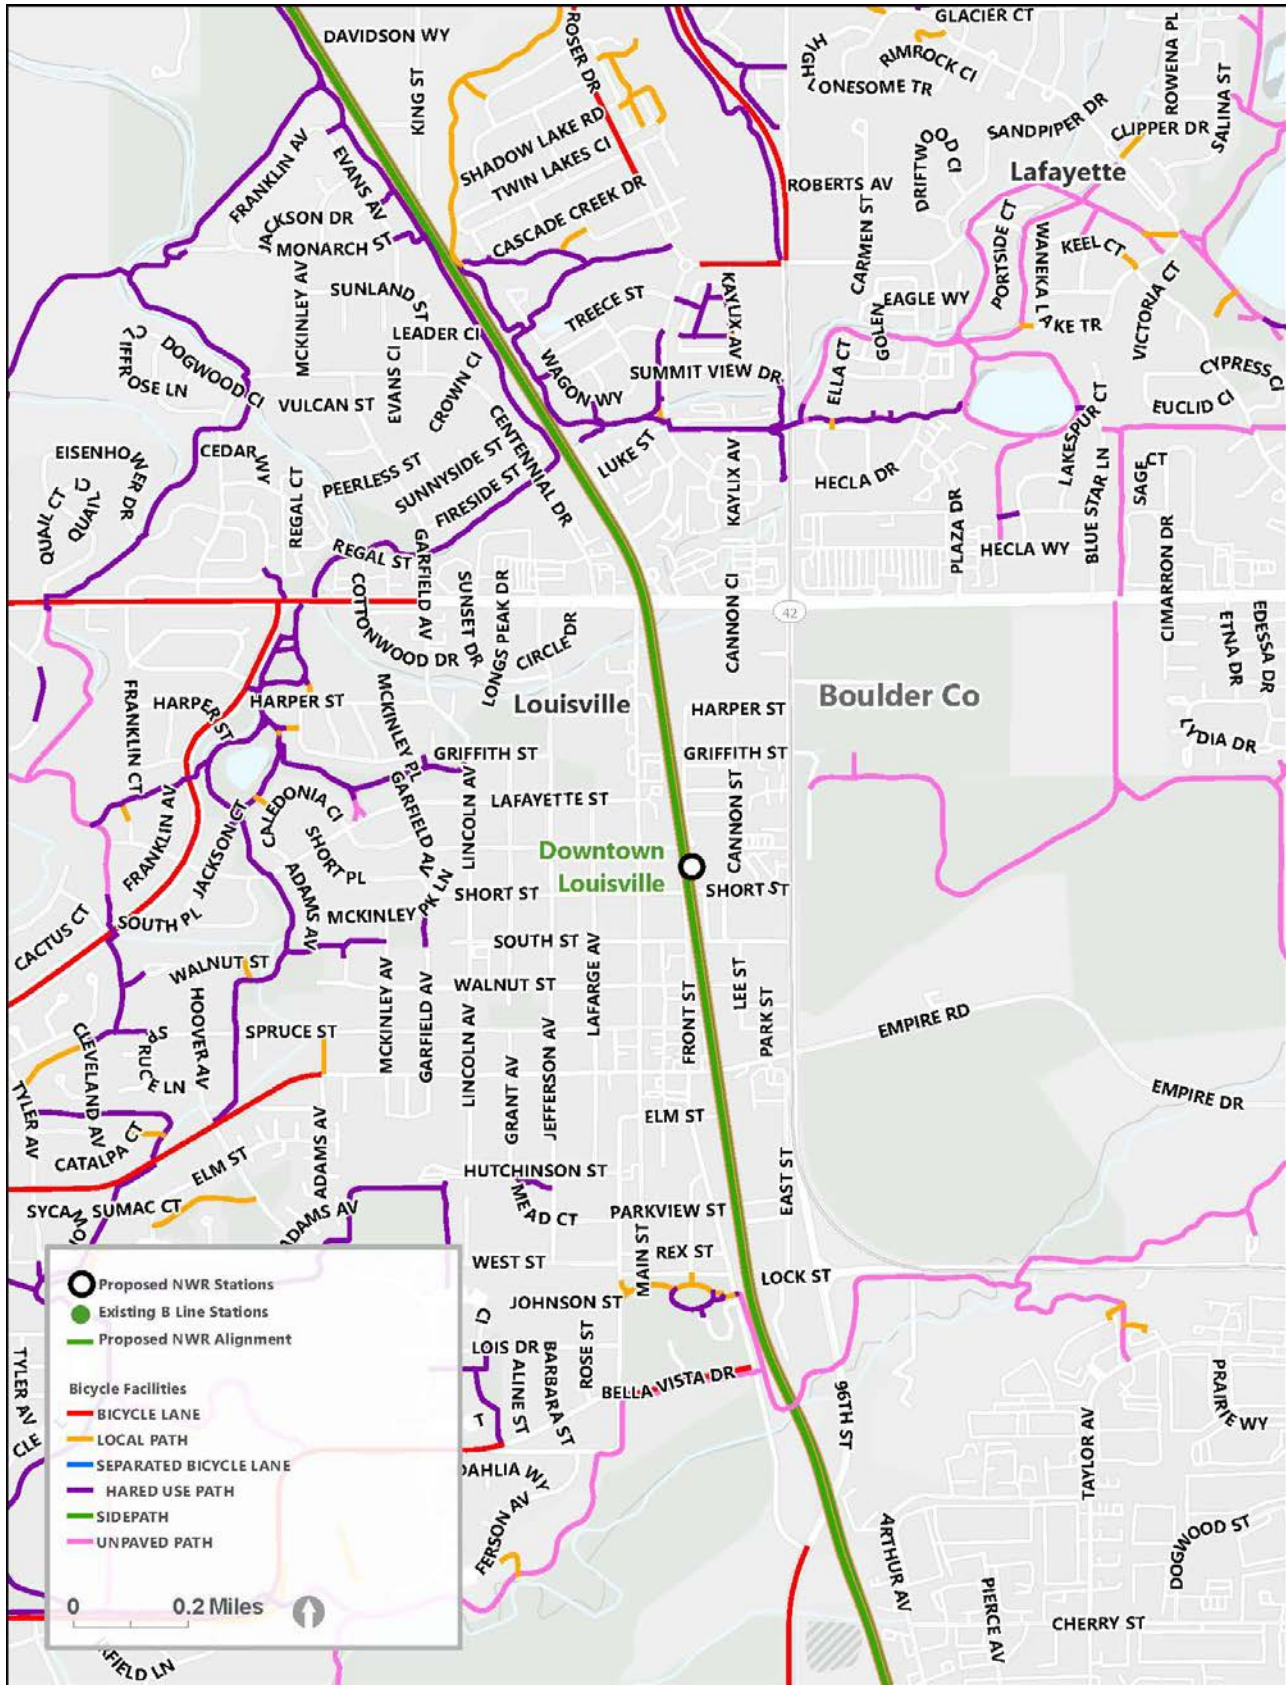 DAVIDSON WY
KING ST
ROSER DR
GLACIER CT
HIGH
LONESOME TR
RIMROCK CI
ROWENA PL
SALINA ST
SANDPIPER DR
CLIPPER DR
DRIFTWOOD CI
Lafayette
SHADOW LAKE RD
TWIN LAKES CI
CASCADE CREEK DR
ROBERTS AV
CARMEN ST
FRANKLIN AV
EVANS AV
JACKSON DR
MONARCH ST
MCKINLEY AV
SUNLAND ST
LEADER CI
TREECE ST
KAYLIX AV
EAGLE WY
GOLEN
PORTSIDE CT
WANEKA LAKE TR
KEEL CT
VICTORIA CT
CYPRESS CI
EUCLID CI
DOGWOOD CI
VULCAN ST
EVANS CI
CROWN CI
WAGON WY
SUMMIT VIEW DR
ELLA CT
LAKESPUR CT
CENTENNIAL DR
EISENHOWER DR
CEDAR WY
REGAL CT
PEERLESS ST
SUNNYSIDE ST
FIRESIDE ST
LUKE ST
KAYLIX AV
HECLA DR
PLAZA DR
HECLA WY
BLUE STAR LN
SAGE CT
CIMARRON DR
QUAIL CT
QUAIL CI
REGAL ST
GARFIELD AV
SUNSET DR
LONGS PEAK DR
CIRCLE DR
COTTONWOOD DR
CANNON CI
42
ETNA DR
EDESSA DR
LYDIA DR
FRANKLIN CT
HARPER ST
HARPER ST
MCKINLEY PL
Louisville
HARPER ST
Boulder Co
GRIFFITH ST
GRIFFITH ST
LAFAYETTE ST
LINCOLN AV
GARFIELD AV
CANNON ST
CALEDONIA CI
SHORT PL
FRANKLIN AV
JACKSON CT
ADAMS AV
Downtown
Louisville
SHORT ST
SHORT ST
MCKINLEY PK LN
CACTUS CT
SOUTH PL
SOUTH ST
WALNUT ST
WALNUT ST
LAFARGE AV
FRONT ST
LEE ST
PARK ST
EMPIRE RD
HOOVER AV
SPRUCE ST
MCKINLEY AV
GARFIELD AV
LINCOLN AV
GRANT AV
JEFFERSON AV
SPRUCE LN
CLEVELAND AV
TYLER AV
CATALPA CT
ELM ST
ADAMS AV
ELM ST
EMPIRE DR
HUTCHINSON ST
MEAD CT
EAST ST
SUMAC CT
ADAMS AV
PARKVIEW ST
MAIN ST
REX ST
WEST ST
LOCK ST
JOHNSON ST
CI
LOIS DR
ALINE ST
BARBARA ST
ROSE ST
BELLA VISTA DR
96TH ST
PRAIRIE WY
TAYLOR AV
TYLER AV
CLE
T
DAHLIA WY
FERSON AV
ARTHUR AV
PIERCE AV
DOGWOOD ST
CHERRY ST
RFIELD LN
Proposed NWR Stations
Existing B Line Stations
Proposed NWR Alignment
Bicycle Facilities
BICYCLE LANE
LOCAL PATH
SEPARATED BICYCLE LANE
HARED USE PATH
SIDEPATH
UNPAVED PATH
0 0.2 Miles